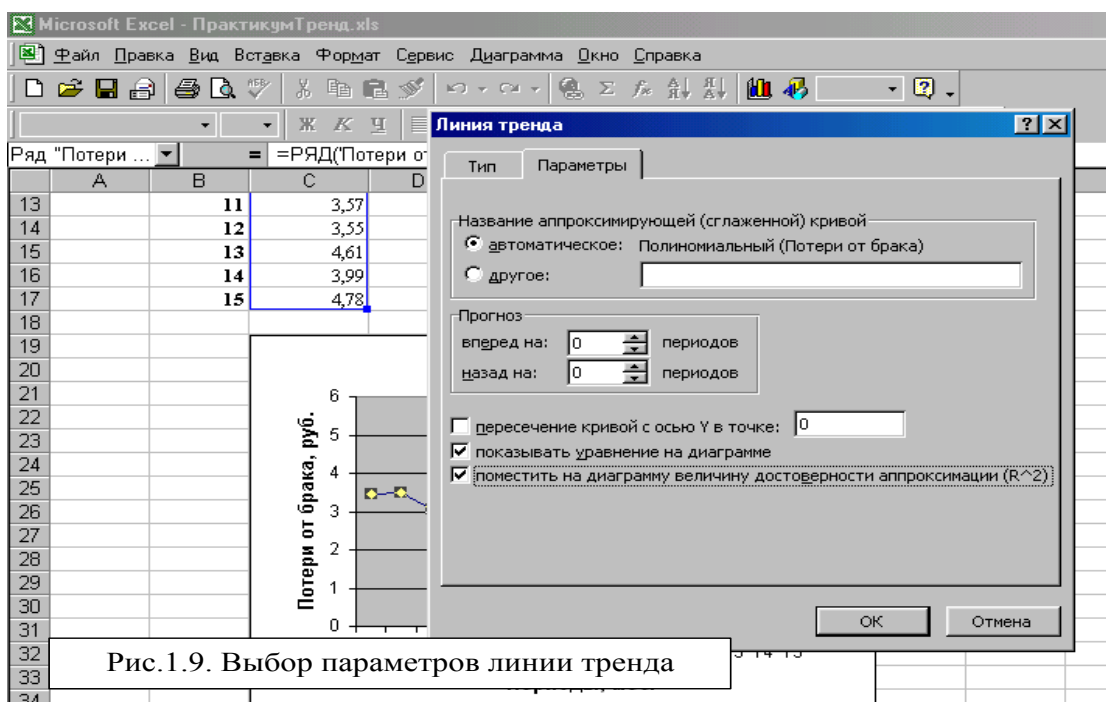 Microsoft Excel - ПрактикумТренд.xls
Файл Правка Вид Вставка Формат Сервис Диаграмма Окно Справка
Ж К Ч
Линия тренда
Ряд "Потери ... = =РЯД('Потери от
Тип Параметры
A B C D
13 11 3,57
14 12 3,55
15 13 4,61
16 14 3,99
17 15 4,78
18
19
20
21
22
23
24
25
26
27
28
29
30
31
32
33
34
Название аппроксимирующей (сглаженной) кривой
автоматическое: Полиномиальный (Потери от брака)
другое:
Прогноз
вперед на: 0 периодов
назад на: 0 периодов
пересечение кривой с осью Y в точке: 0
показывать уравнение на диаграмме
поместить на диаграмму величину достоверности аппроксимации (R^2)
OK Отмена
Потери от брака, руб.
6
5
4
3
2
1
0
Рис.1.9. Выбор параметров линии тренда